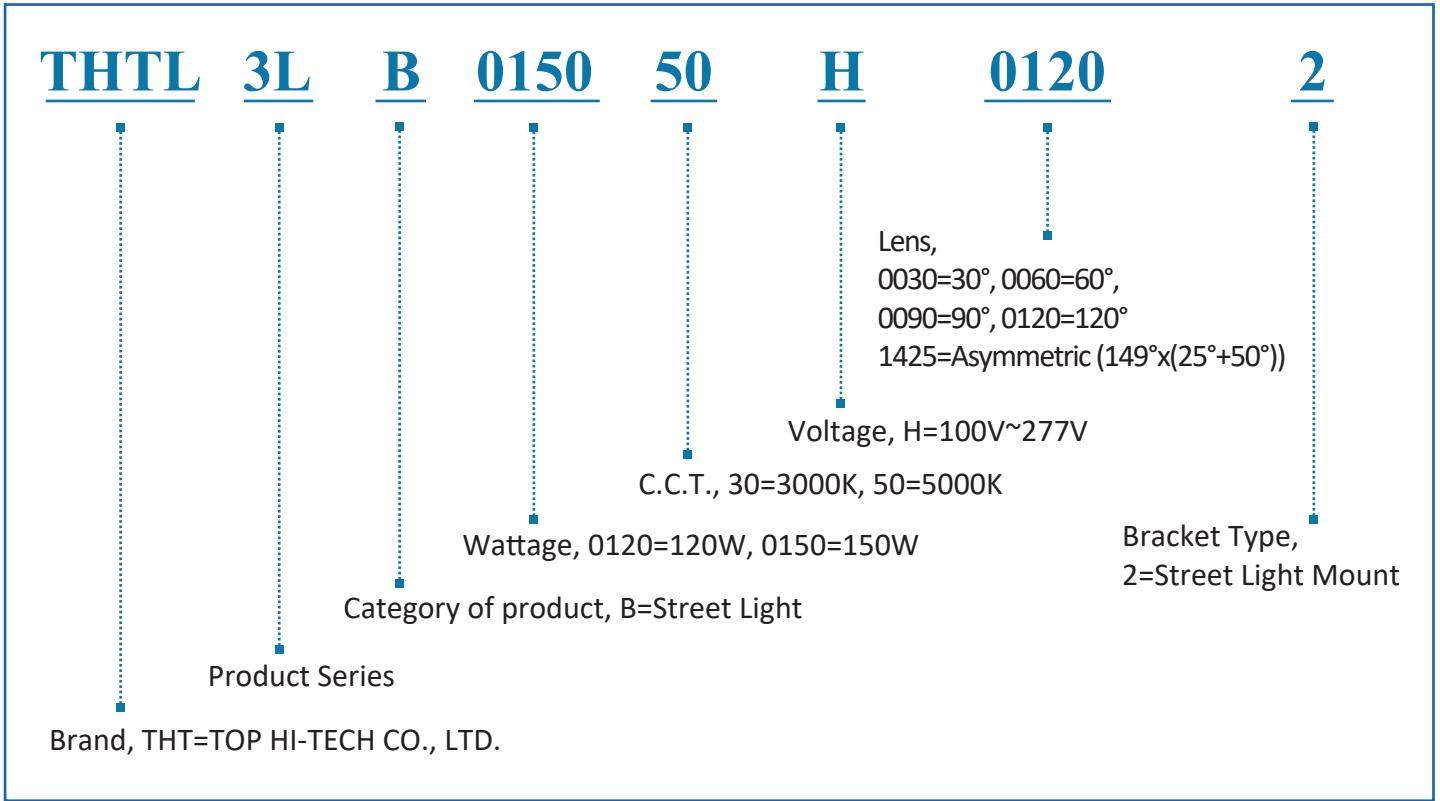 THTL 3L B 0150 50 H 0120 2
Lens,
0030=30°, 0060=60°,
0090=90°, 0120=120°
1425=Asymmetric (149°x(25°+50°))
Voltage, H=100V~277V
C.C.T., 30=3000K, 50=5000K
Wattage, 0120=120W, 0150=150W
Bracket Type,
2=Street Light Mount
Category of product, B=Street Light
Product Series
Brand, THT=TOP HI-TECH CO., LTD.